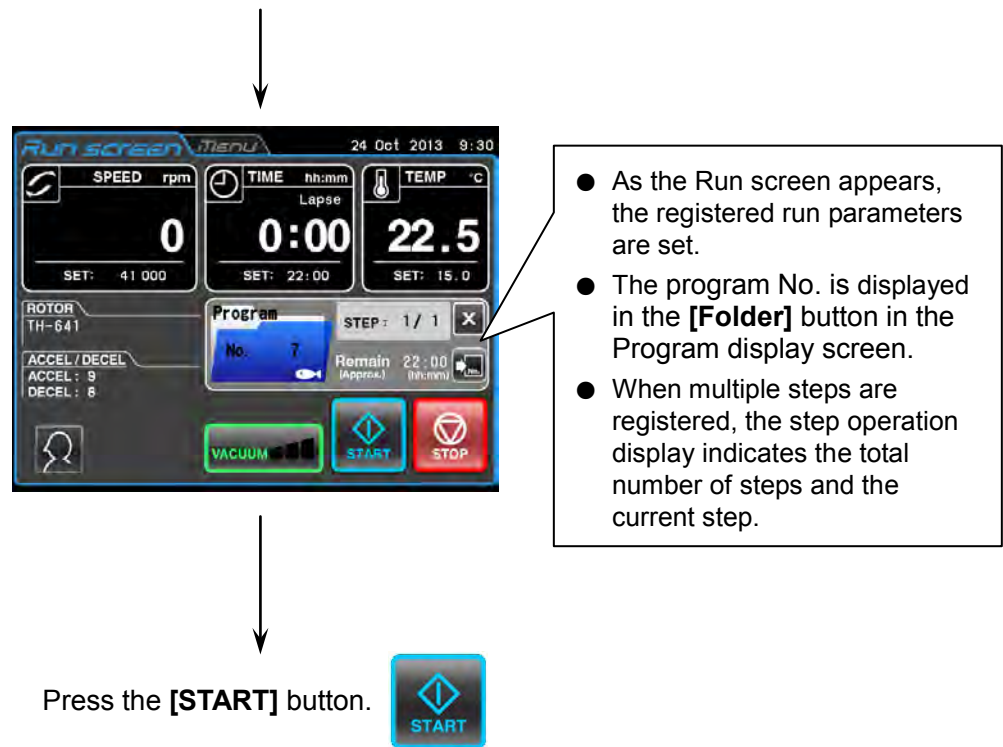 Run screen Menu 24 Oct 2013 9:30
SPEED rpm
0
SET: 41 000
TIME hh:mm
Lapse
0:00
SET: 22:00
TEMP °C
22.5
SET: 15.0
ROTOR
TH-641
ACCEL/DECEL
ACCEL: 9
DECEL: 8
Program
No. 7
STEP: 1/ 1
X
Remain 22:00
(Approx.) (hh:mm)
No.
VACUUM
START
STOP
● As the Run screen appears,
the registered run parameters
are set.
● The program No. is displayed
in the [Folder] button in the
Program display screen.
● When multiple steps are
registered, the step operation
display indicates the total
number of steps and the
current step.
Press the [START] button.
START